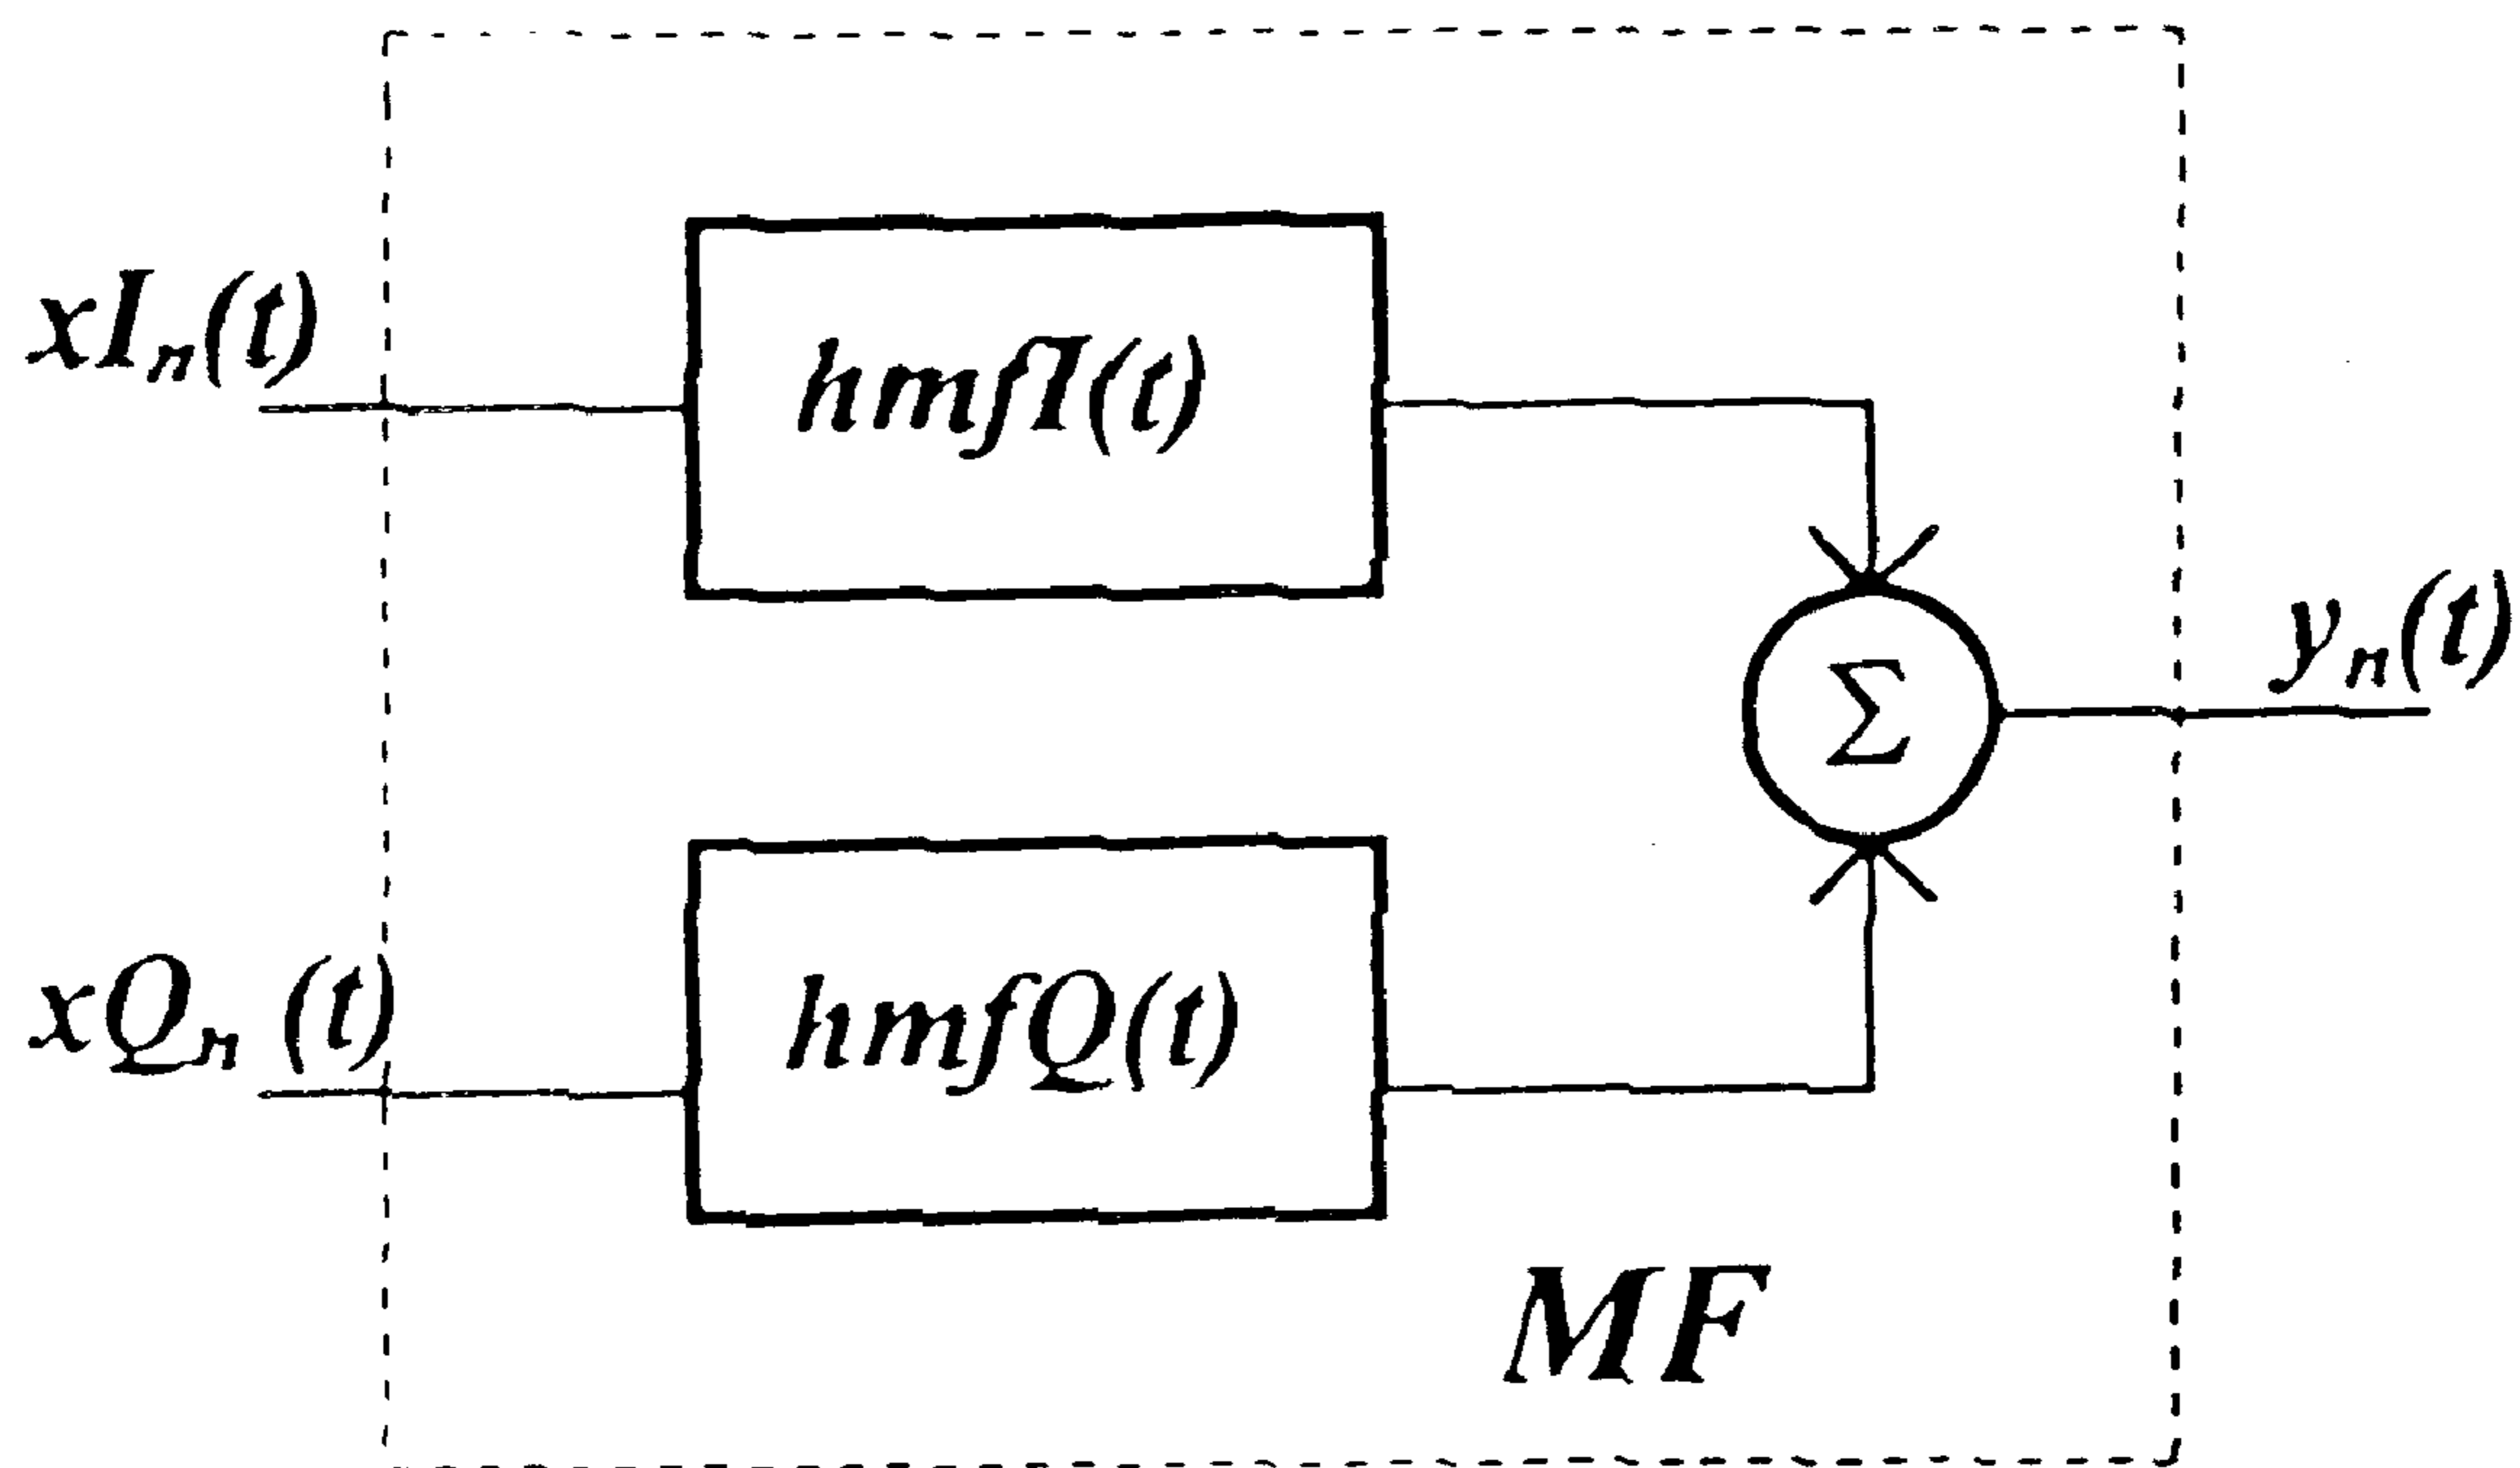 xIₙ(t)
hmfI(t)
yₙ(t)
Σ
xQₙ (t)
hmfQ(t)
MF